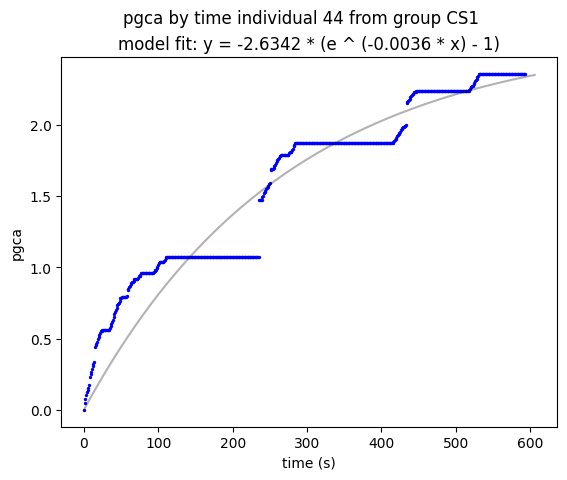 pgca by time individual 44 from group CS1
model fit: y = -2.6342 * (e ^ (-0.0036 * x) - 1)
2.0
1.5
1.0
0.5
0.0
pgca
0 100 200 300 400 500 600
time (s)